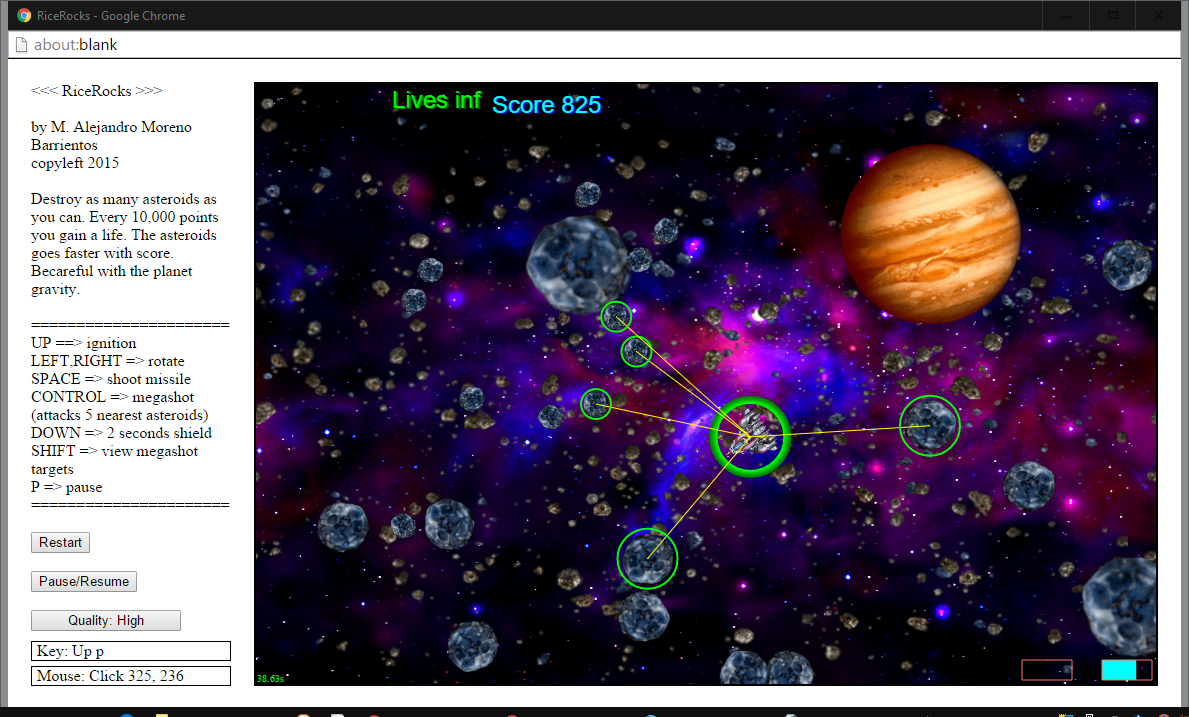 RiceRocks - Google Chrome
about:blank
<<< RiceRocks >>>
by M. Alejandro Moreno
Barrientos
copyleft 2015
Destroy as many asteroids as
you can. Every 10,000 points
you gain a life. The asteroids
goes faster with score.
Becareful with the planet
gravity.
======================
UP ==> ignition
LEFT,RIGHT => rotate
SPACE => shoot missile
CONTROL => megashot
(attacks 5 nearest asteroids)
DOWN => 2 seconds shield
SHIFT => view megashot
targets
P => pause
======================
Restart
Pause/Resume
Quality: High
Key: Up p
Mouse: Click 325, 236
Lives inf
Score 825
38.63s